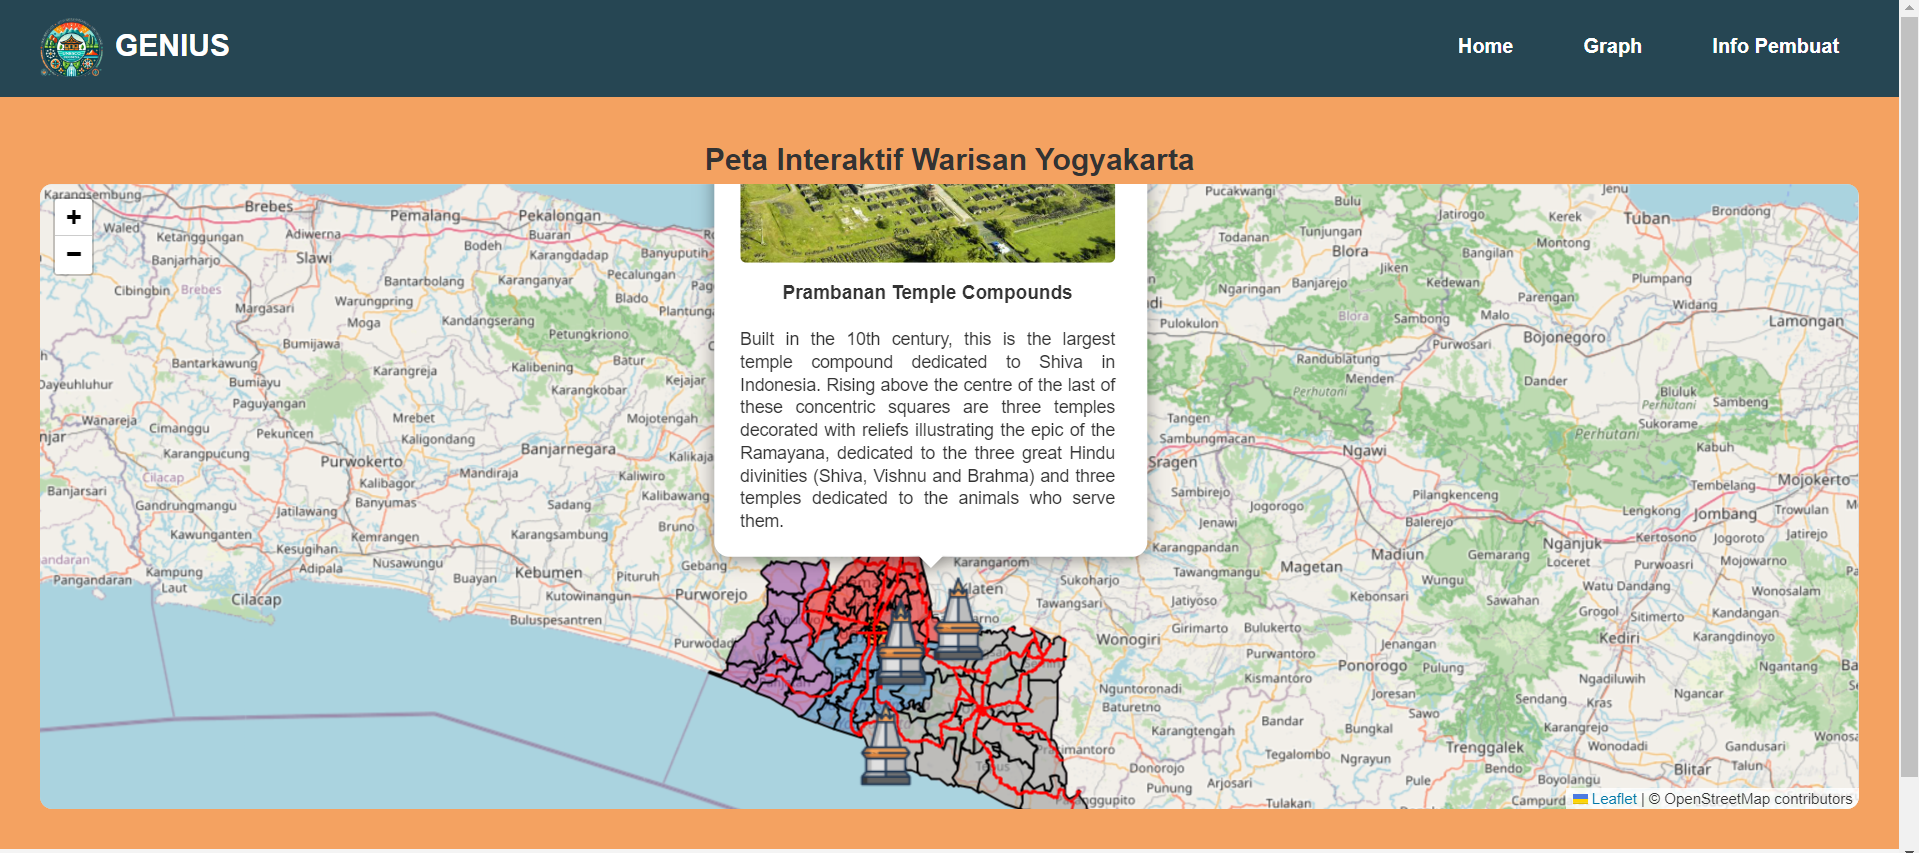 GENIUS
Home
Graph
Info Pembuat
Peta Interaktif Warisan Yogyakarta
+
−
Prambanan Temple Compounds
Built in the 10th century, this is the largest
temple compound dedicated to Shiva in
Indonesia. Rising above the centre of the last of
these concentric squares are three temples
decorated with reliefs illustrating the epic of the
Ramayana, dedicated to the three great Hindu
divinities (Shiva, Vishnu and Brahma) and three
temples dedicated to the animals who serve
them.
Karangsembung
Brebes
Waled
Ketanggungan
Adiwerna
Pemalang
Pekalongan
Buaran
Bodeh
Karangdadap
Banyuputih
Banjarharjo
Slawi
Cibingbin
Brebes
Bantarbolang
Karanganyar
Pecalungan
Margasari
Warungpring
Blado
Moga
Kandangserang
Petungkriono
Bumijawa
Bantarkawung
Karangreja
Kalibening
Batur
Bumiayu
Karangkobar
Kejajar
Paguyangan
Wanareja
Cimanggu
Mrebet
Mojotengah
Pekuncen
Kaligondang
Banjarnegara
Karangpucung
Purwokerto
Mandiraja
Kaliwiro
Cilacap
Kalibagor
Banjarsari
Gandrungmangu
Jatilawang
Banyumas
Sadang
Kalibawang
Kawunganten
Kemrangen
Karangsambung
Bruno
Kesugihan
Adipala
Nusawungu
Gebang
Pangandaran
Kampung
Laut
Buayan
Kebumen
Pituruh
Kutowinangun
Purworejo
Cilacap
Buluspesantren
Pucakwangi
Jenu
Bulu
Jatirogo
Kerek
Tuban
Brondong
Todanan
Tunjungan
Blora
Bangilan
Montong
Jiken
Ngaringan
Banjarejo
Kedewan
Plumpang
Parengan
Widang
Pulokulon
Blora
Sambong
Malo
Lamongan
Bojonegoro
Randublatung
Purwosari
Menden
Perhutani
Dander
Bluluk
Perhutani
Sambeng
Tangen
Sukorame
Sambungmacan
Perhutani
Kabuh
Sragen
Ngawi
Sambirejo
Jogorogo
Pilangkenceng
Tembelang
Mojokerto
Jenawi
Balerejo
Lengkong
Jombang
Trowulan
Karangpandan
Nganjuk
Kertosono
Jogoroto
Jatirejo
Karanganom
Madiun
Gemarang
Loceret
Purwoasri
Mojowarno
Sukoharjo
Tawangmangu
Magetan
Wungu
Watu Dandang
Wonosalam
Tawangsari
Jatiyoso
Kebonsari
Sawahan
Grogol
Sitimerto
Kandangan
Wonogiri
Girimarto
Bulukerto
Kediri
Karangdinoyo
Jenangan
Purwantoro
Ponorogo
Pulung
Ngantang
Kismantoro
Ngadiluwih
Nguntoronadi
Joresan
Sendang
Kras
Ngancar
Baturetno
Sawo
Bandar
Bungkal
Karangrejo
Karangtengah
Trenggalek
Wonodadi
Gandusari
Tegalombo
Ngrayun
Donorojo
Bendo
Boyolangu
Blitar
Talun
Punung
Arjosari
Pule
Tulakan
Leaflet | © OpenStreetMap contributors